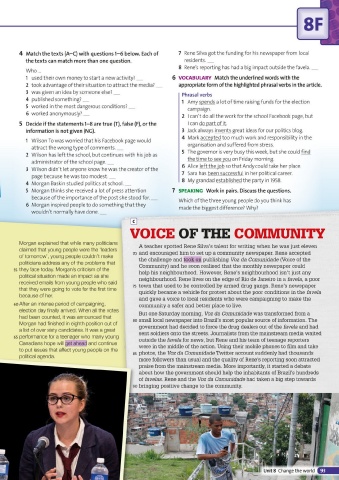 8F
4 Match the texts (A–C) with questions 1–6 below. Each of
the texts can match more than one question.
Who ...
1 used their own money to start a new activity? ___
2 took advantage of their situation to attract the media? ___
3 was given an idea by someone else? ___
4 published something? ___
5 worked in the most dangerous conditions? ___
6 worked anonymously? ___
5 Decide if the statements 1–8 are true (T), false (F), or the
information is not given (NG).
1 Wilson To was worried that his Facebook page would
attract the wrong type of comments. ___
2 Wilson has left the school, but continues with his job as
administrator of the school page. ___
3 Wilson didn't let anyone know he was the creator of the
page because he was too modest. ___
4 Morgan Baskin studied politics at school. ___
5 Morgan thinks she received a lot of press attention
because of the importance of the post she stood for. ___
6 Morgan inspired people to do something that they
wouldn't normally have done. ___
7 Rene Silva got the funding for his newspaper from local
residents. ___
8 Rene's reporting has had a big impact outside the favela. ___
6 VOCABULARY Match the underlined words with the
appropriate form of the highlighted phrasal verbs in the article.
Phrasal verbs
1 Amy spends a lot of time raising funds for the election
campaign.
2 I can't do all the work for the school Facebook page, but
I can do part of it.
3 Jack always invents great ideas for our politics blog.
4 Mark accepted too much work and responsibility in the
organisation and suffered from stress.
5 The governor is very busy this week, but she could find
the time to see you on Friday morning.
6 Alice left the job so that Andy could take her place.
7 Sara has been successful in her political career.
8 My grandad established the party in 1964.
7 SPEAKING Work in pairs. Discuss the questions.
Which of the three young people do you think has
made the biggest difference? Why?
Morgan explained that while many politicians
claimed that young people were the 'leaders
of tomorrow', young people couldn't make
politicians address any of the problems that
they face today. Morgan's criticism of the
political situation made an impact as she
received emails from young people who said
that they were going to vote for the first time
because of her.
After an intense period of campaigning,
election day finally arrived. When all the votes
had been counted, it was announced that
Morgan had finished in eighth position out of
a list of over sixty candidates. It was a great
performance for a teenager who many young
Canadians hope will get ahead and continue
to put issues that affect young people on the
political agenda.
C
VOICE OF THE COMMUNITY
A teacher spotted Rene Silva's talent for writing when he was just eleven
and encouraged him to set up a community newspaper. Rene accepted
the challenge and took on publishing Voz da Comunidade (Voice of the
Community) and he soon realised that the monthly newspaper could
help his neighbourhood. However, Rene's neighbourhood isn't just any
neighbourhood. Rene lives on the edge of Rio de Janeiro in a favela, a poor
town that used to be controlled by armed drug gangs. Rene's newspaper
quickly became a vehicle for protest about the poor conditions in the favela
and gave a voice to local residents who were campaigning to make the
community a safer and better place to live.
But one Saturday morning, Voz da Comunidade was transformed from a
small local newspaper into Brazil's most popular source of information. The
government had decided to force the drug dealers out of the favela and had
sent soldiers onto the streets. Journalists from the mainstream media waited
outside the favela for news, but Rene and his team of teenage reporters
were in the middle of the action. Using their mobile phones to film and take
photos, the Voz da Comunidade Twitter account suddenly had thousands
more followers than usual and the quality of Rene's reporting soon attracted
praise from the mainstream media. More importantly, it started a debate
about how the government should help the inhabitants of Brazil's hundreds
of favelas. Rene and the Voz da Comunidade had taken a big step towards
bringing positive change to the community.
Unit 8 Change the world